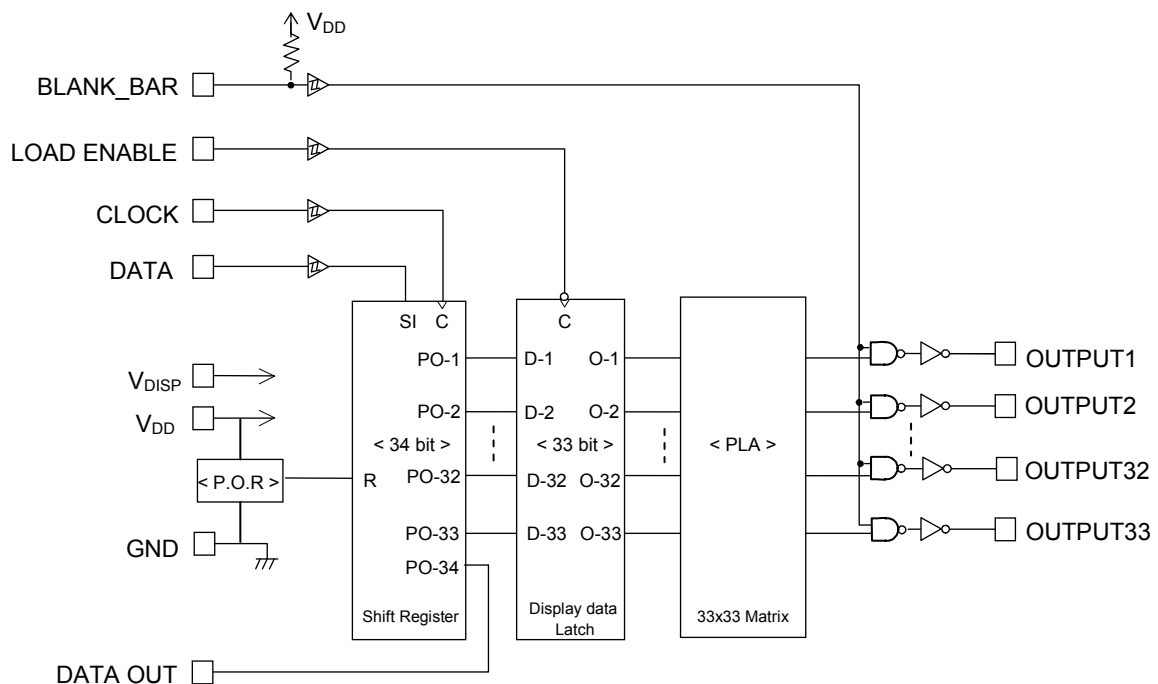 VDD
BLANK_BAR
LOAD ENABLE
CLOCK
DATA
SI C
C
PO-1 D-1 O-1
OUTPUT1
VDISP
PO-2 D-2 O-2
OUTPUT2
VDD
< 34 bit > < 33 bit > < PLA >
< P.O.R >
R PO-32 D-32 O-32
OUTPUT32
PO-33 D-33 O-33
OUTPUT33
GND
PO-34
Shift Register
Display data
Latch
33x33 Matrix
DATA OUT